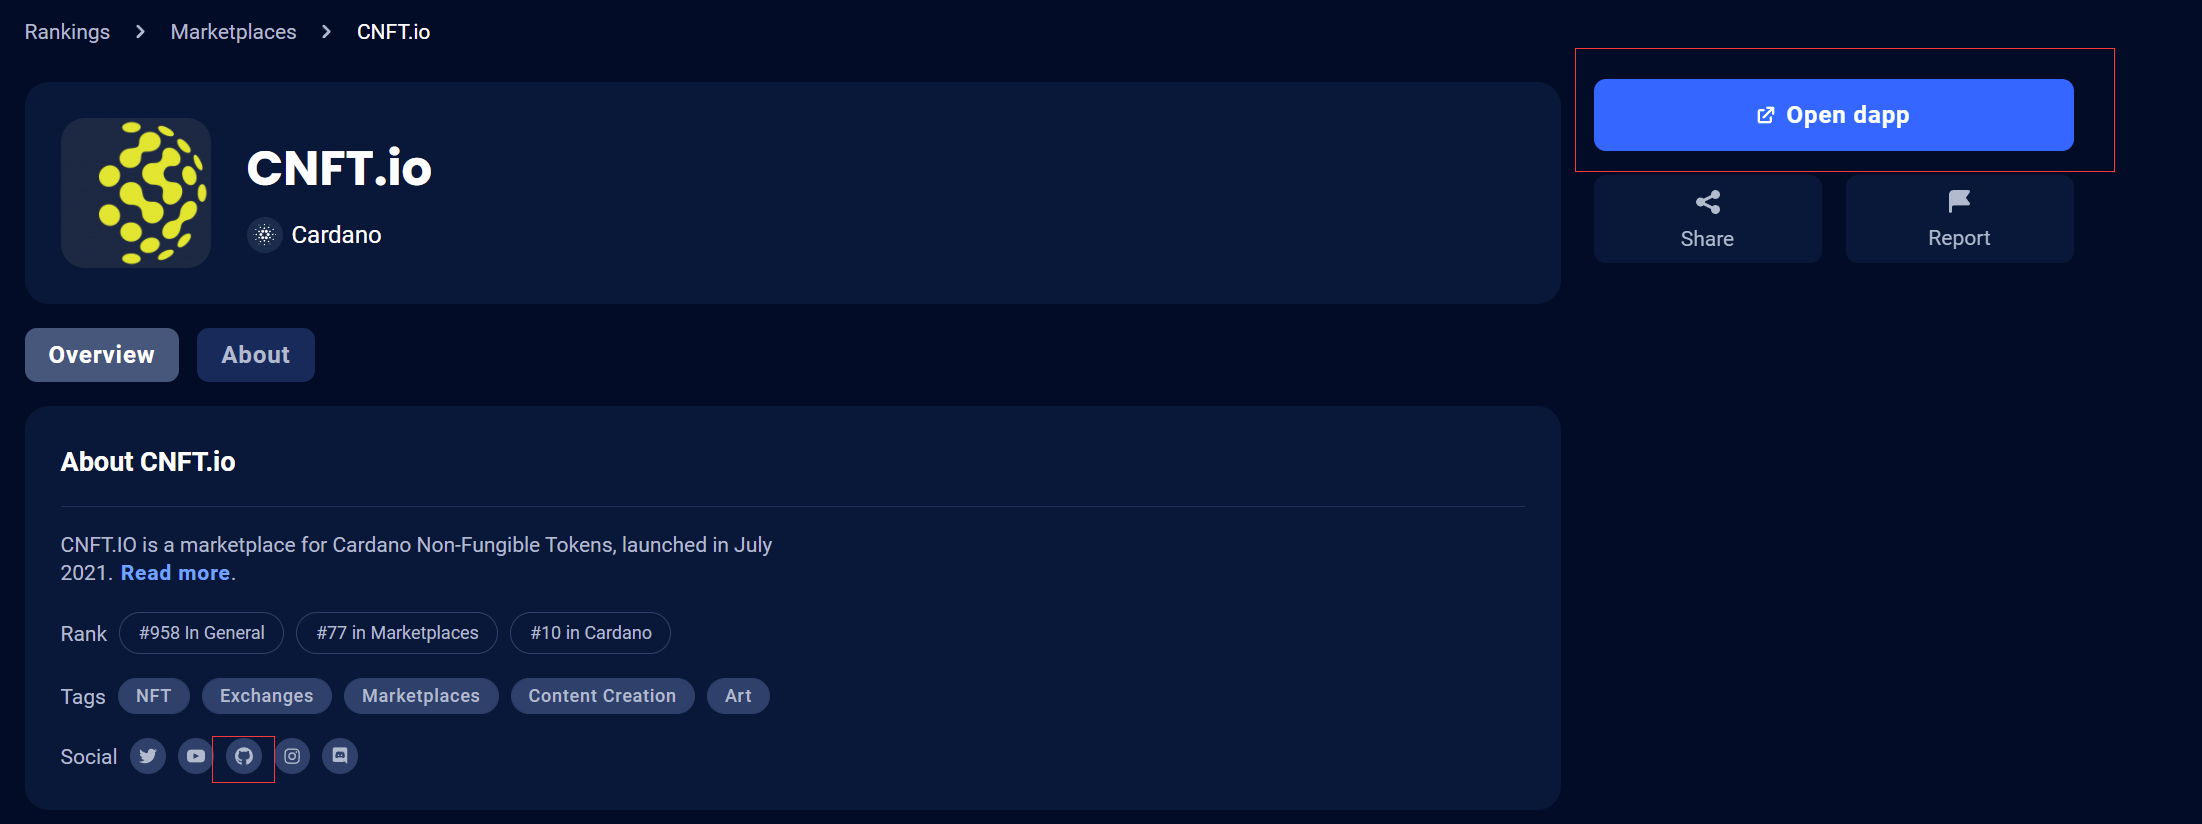 Rankings > Marketplaces > CNFT.io
Open dapp
CNFT.io
Cardano
Share
Report
Overview
About
About CNFT.io
CNFT.IO is a marketplace for Cardano Non-Fungible Tokens, launched in July
2021. Read more.
Rank #958 In General #77 in Marketplaces #10 in Cardano
Tags NFT Exchanges Marketplaces Content Creation Art
Social